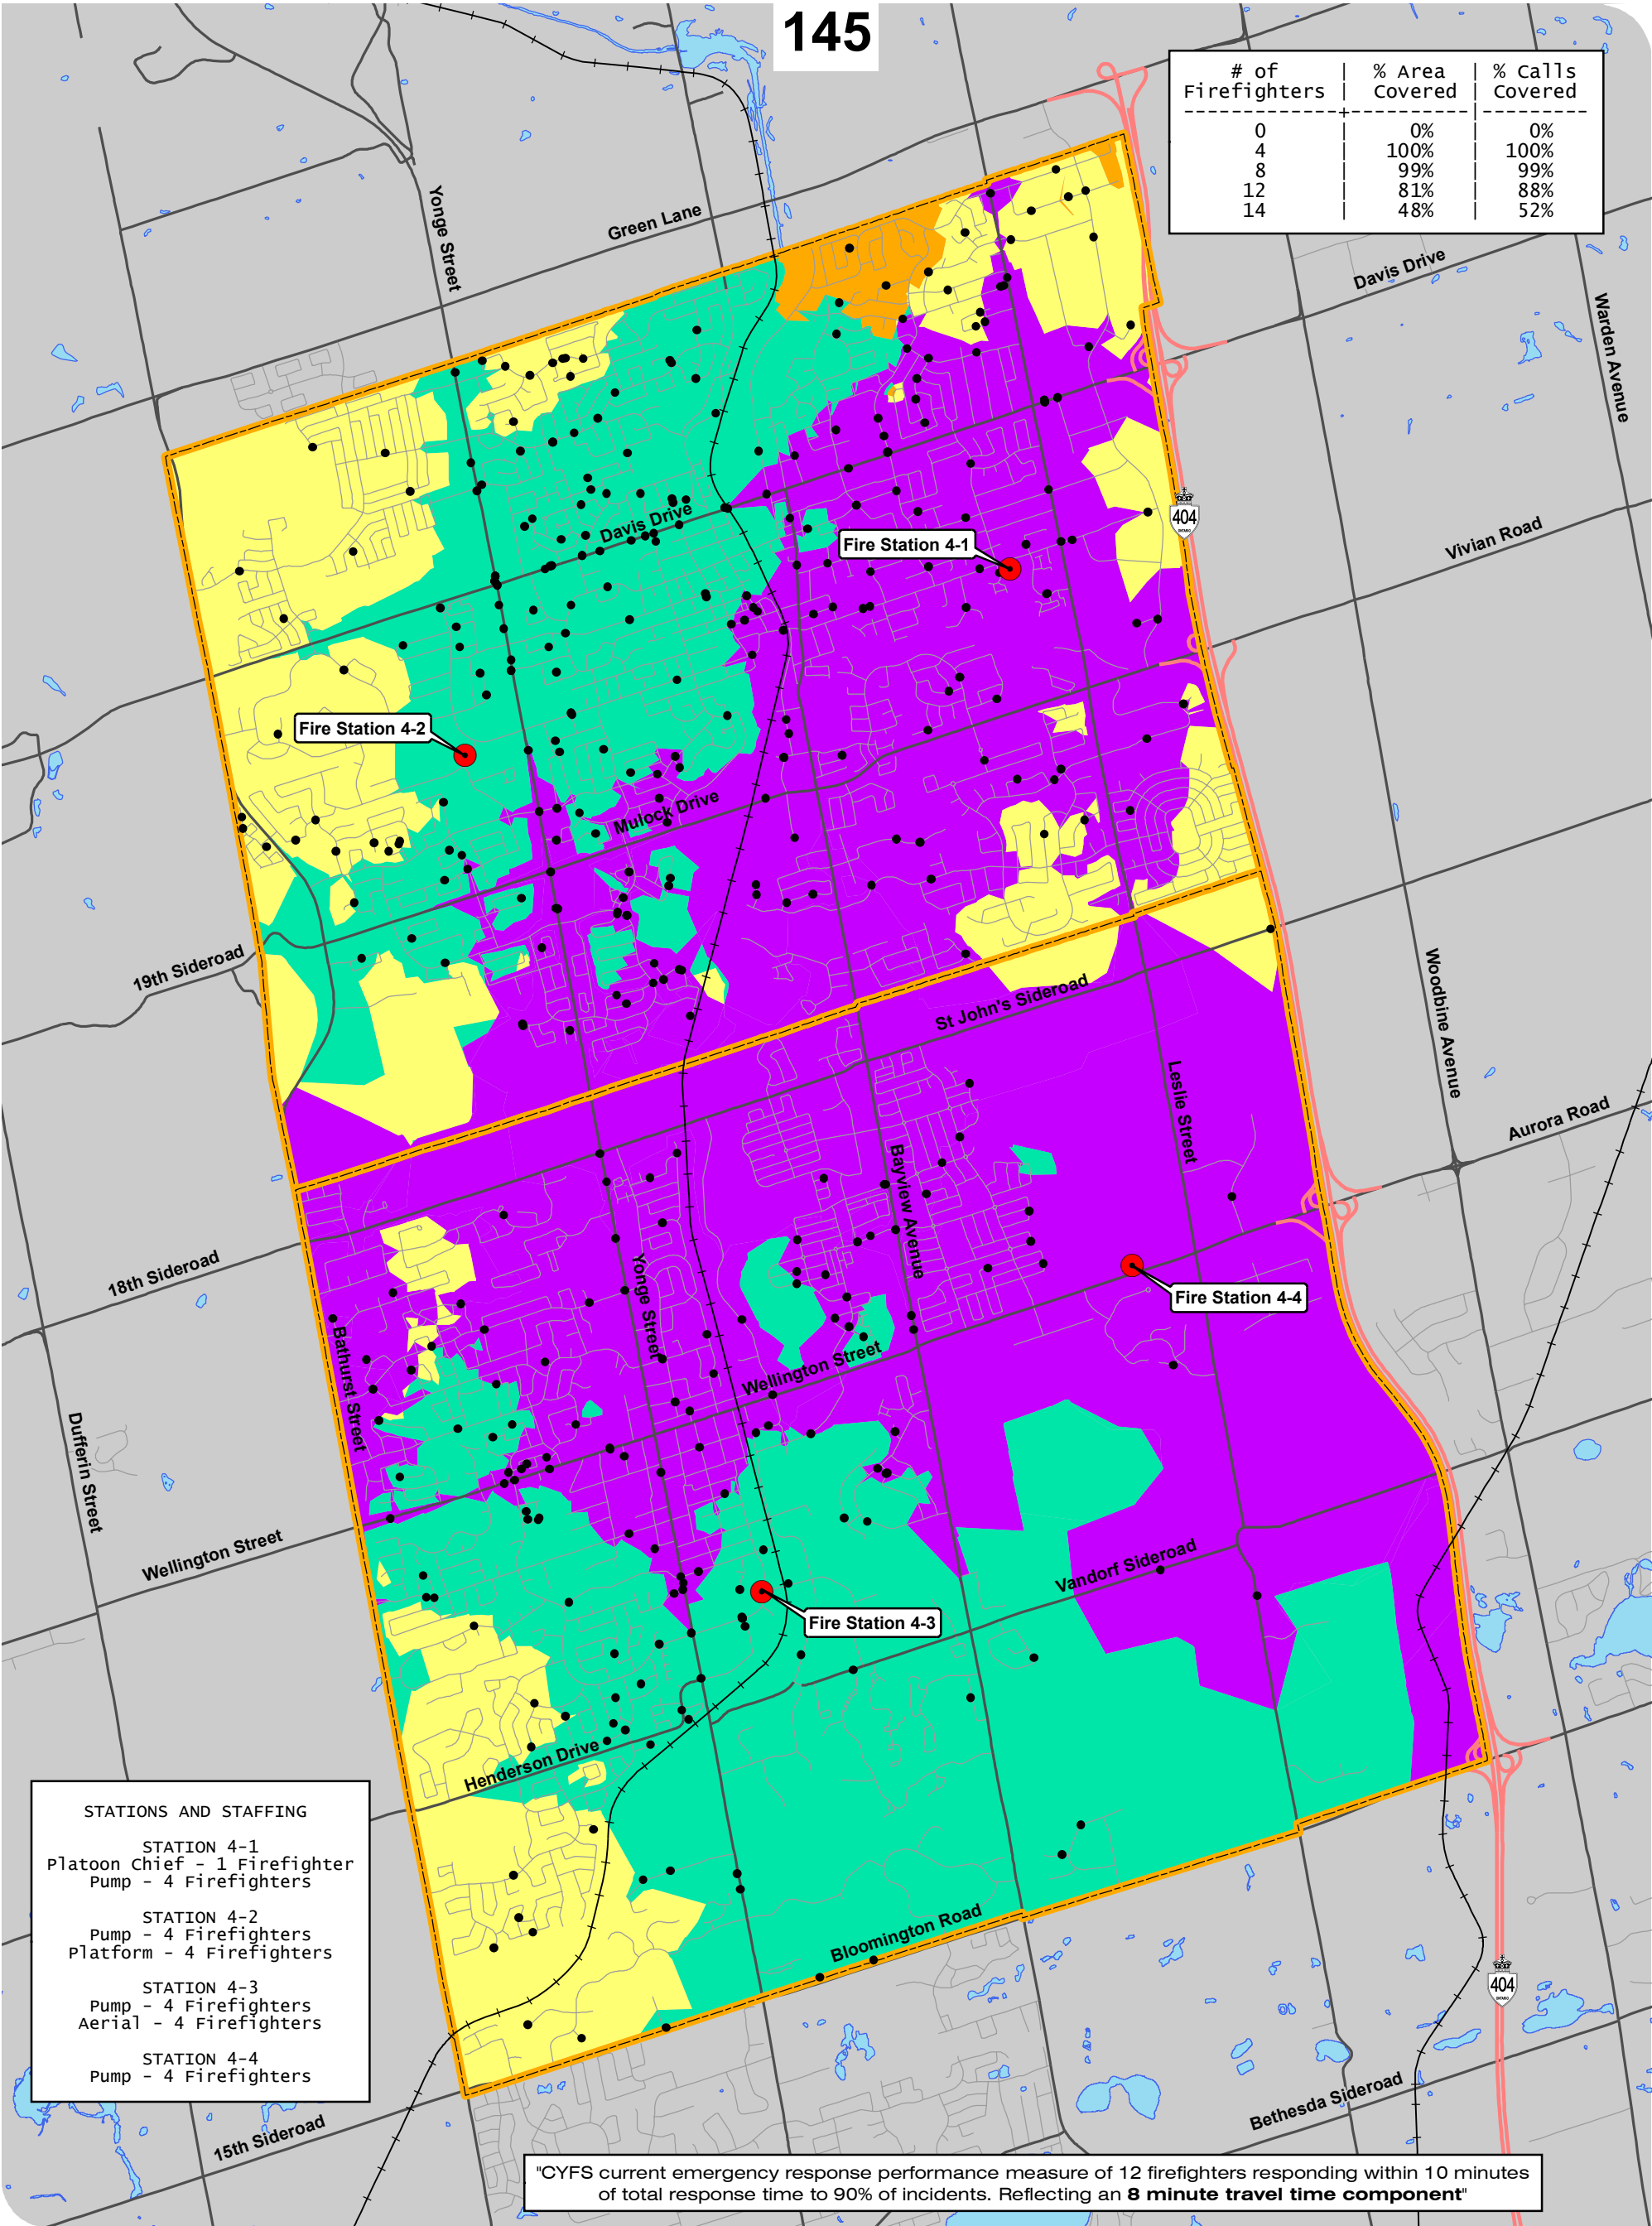 145
# of | % Area | % Calls
Firefighters | Covered | Covered
--------------+-----------|----------
0 | 0% | 0%
4 | 100% | 100%
8 | 99% | 99%
12 | 81% | 88%
14 | 48% | 52%
Yonge Street
Green Lane
Davis Drive
Warden Avenue
404
ONTARIO
Vivian Road
Davis Drive
Fire Station 4-1
Fire Station 4-2
Mulock Drive
19th Sideroad
St John's Sideroad
Woodbine Avenue
Leslie Street
Aurora Road
Bayview Avenue
18th Sideroad
Yonge Street
Fire Station 4-4
Bathurst Street
Wellington Street
Dufferin Street
Wellington Street
Vandorf Sideroad
Fire Station 4-3
Henderson Drive
STATIONS AND STAFFING
STATION 4-1
Platoon Chief - 1 Firefighter
Pump - 4 Firefighters
STATION 4-2
Pump - 4 Firefighters
Platform - 4 Firefighters
STATION 4-3
Pump - 4 Firefighters
Aerial - 4 Firefighters
STATION 4-4
Pump - 4 Firefighters
Bloomington Road
404
ONTARIO
15th Sideroad
Bethesda Sideroad
"CYFS current emergency response performance measure of 12 firefighters responding within 10 minutes
of total response time to 90% of incidents. Reflecting an 8 minute travel time component"